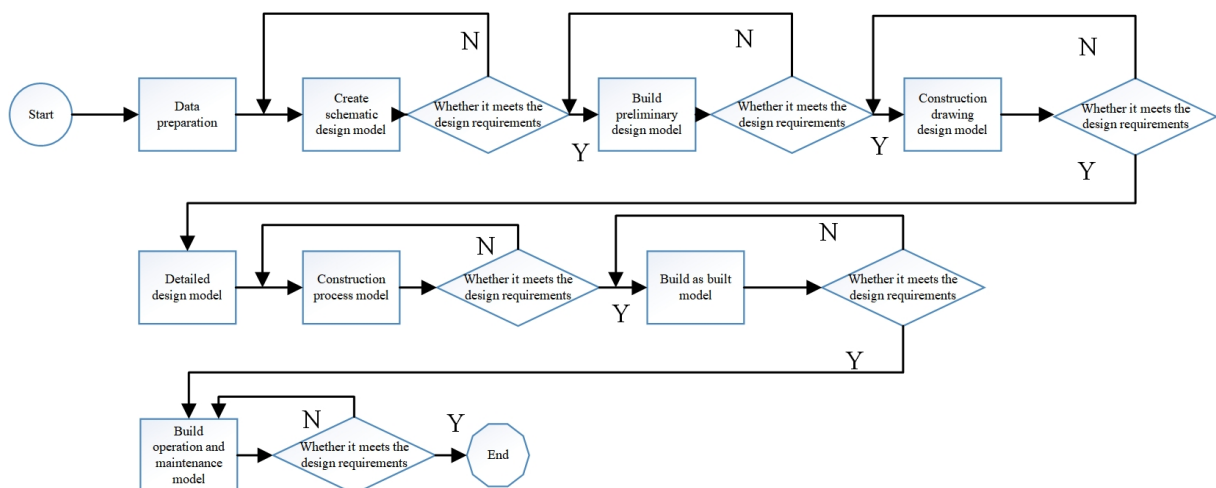 N
N
N
Start
Data
preparation
Create
schematic
design model
Whether it meets the
design requirements
Y
Build
preliminary
design model
Whether it meets the
design requirements
Y
Construction
drawing
design model
Whether it meets the
design requirements
Y
Detailed
design model
Construction
process model
N
Whether it meets the
design requirements
Y
Build as built
model
N
Whether it meets the
design requirements
Y
Build
operation and
maintenance
model
N
Whether it meets the
design requirements
Y
End